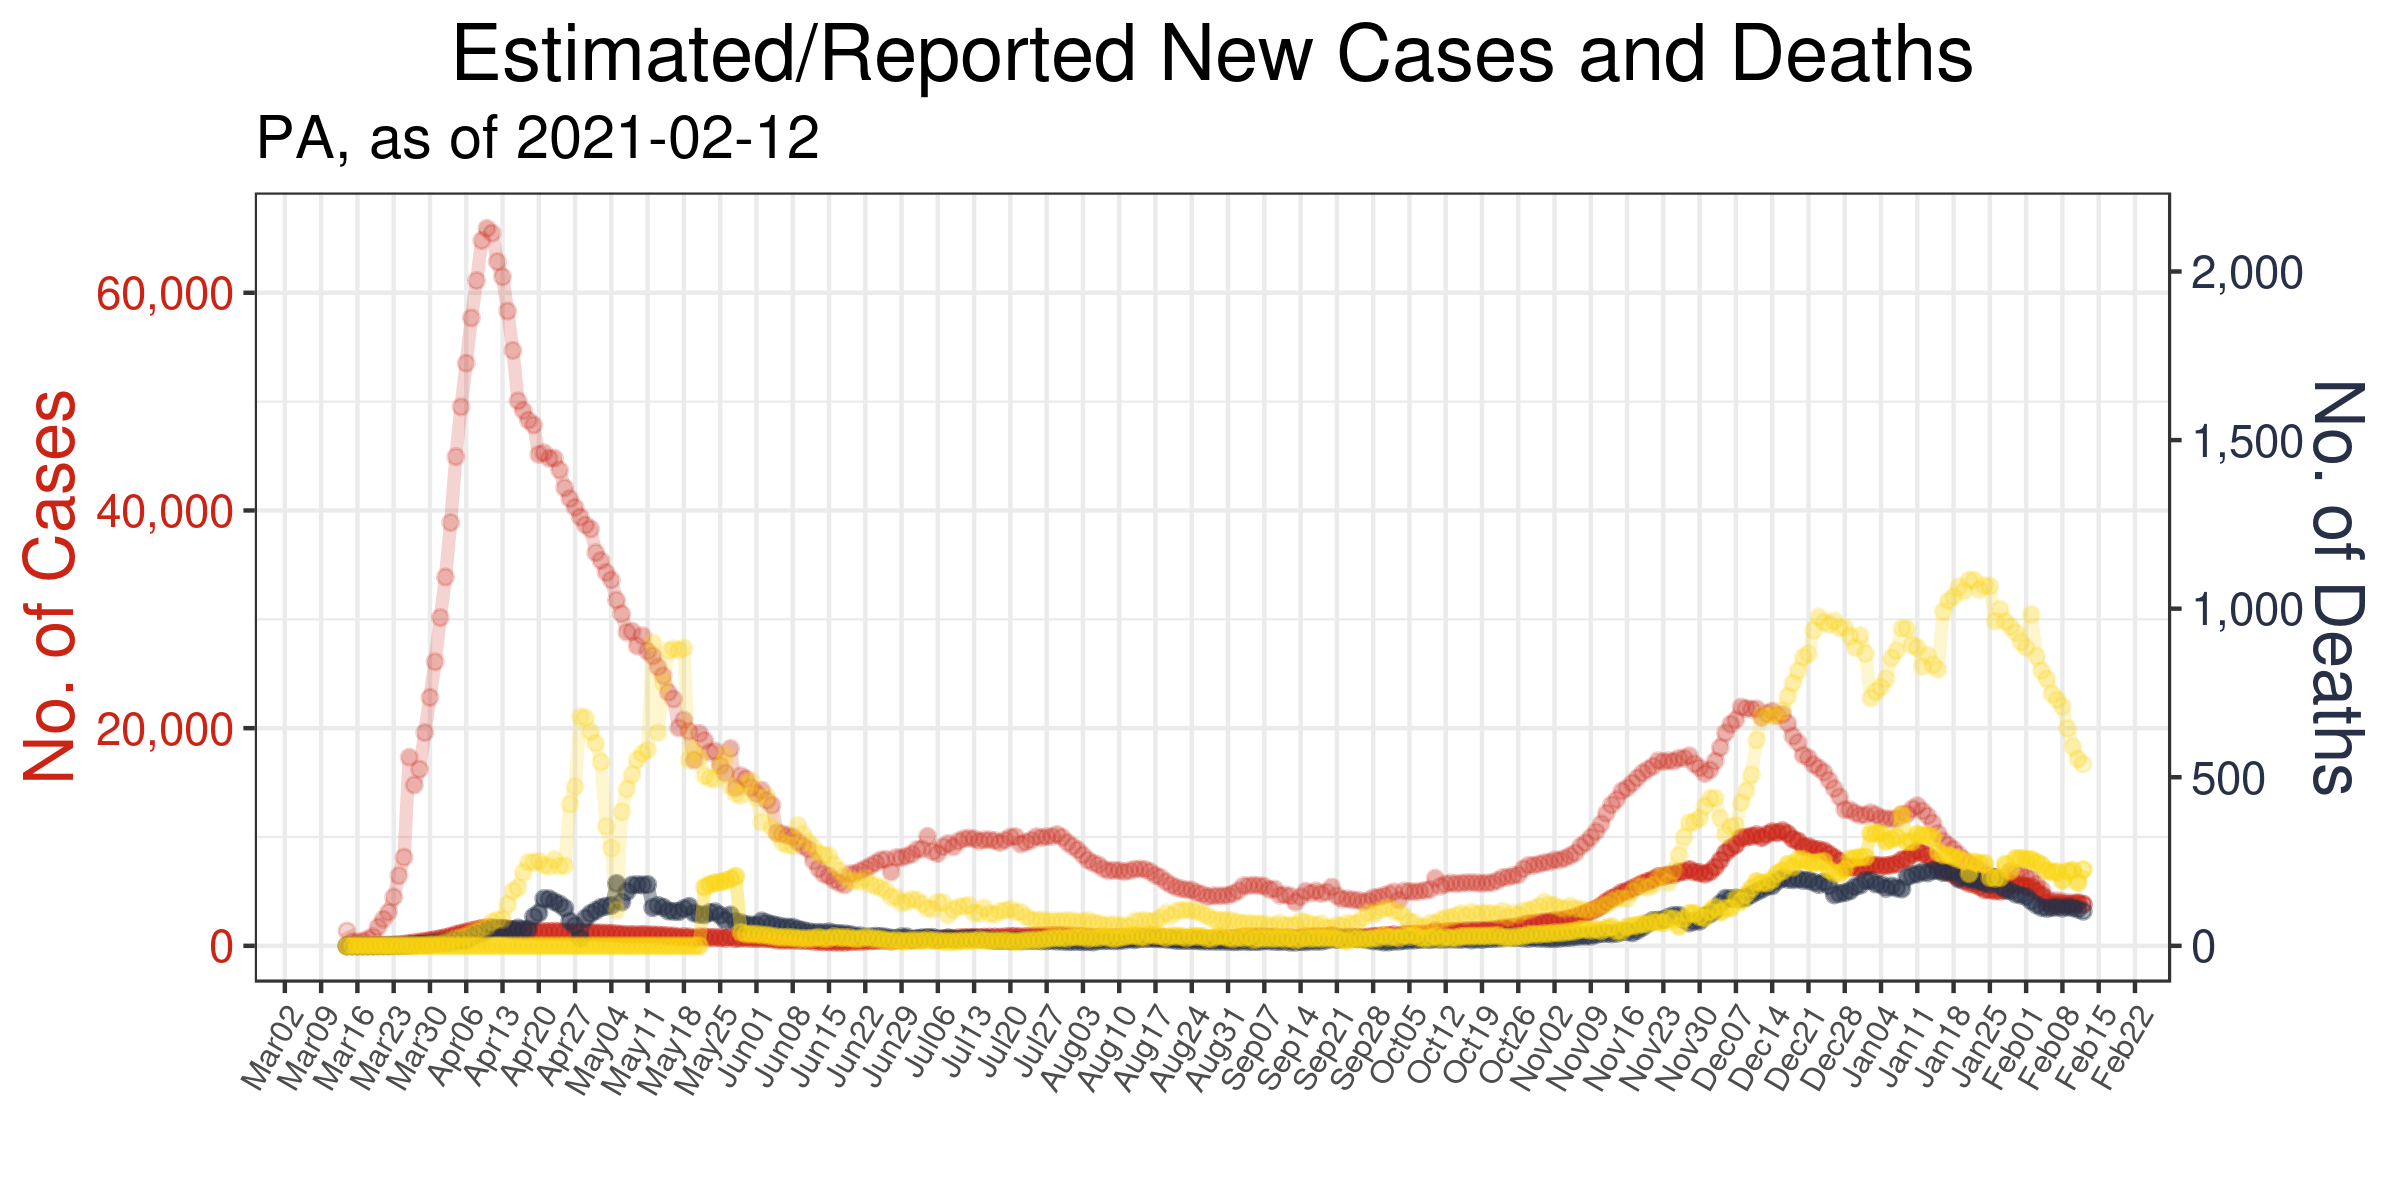 Estimated/Reported New Cases and Deaths
PA, as of 2021-02-12
No. of Cases
60,000
40,000
20,000
0
No. of Deaths
2,000
1,500
1,000
500
0
Mar02
Mar09
Mar16
Mar23
Mar30
Apr06
Apr13
Apr20
Apr27
May04
May11
May18
May25
Jun01
Jun08
Jun15
Jun22
Jun29
Jul06
Jul13
Jul20
Jul27
Aug03
Aug10
Aug17
Aug24
Aug31
Sep07
Sep14
Sep21
Sep28
Oct05
Oct12
Oct19
Oct26
Nov02
Nov09
Nov16
Nov23
Nov30
Dec07
Dec14
Dec21
Dec28
Jan04
Jan11
Jan18
Jan25
Feb01
Feb08
Feb15
Feb22